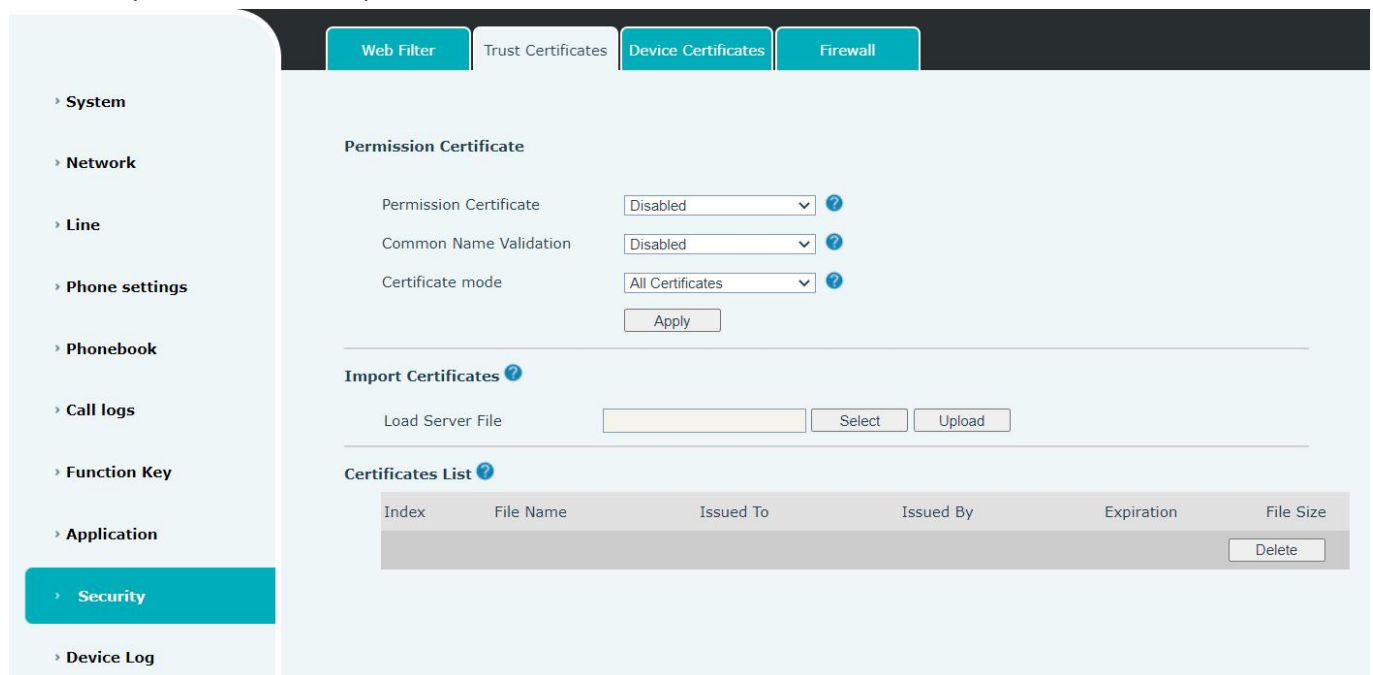 Web Filter Trust Certificates Device Certificates Firewall
› System
› Network
› Line
› Phone settings
› Phonebook
› Call logs
› Function Key
› Application
› Security
› Device Log
Permission Certificate
Permission Certificate Disabled
Common Name Validation Disabled
Certificate mode All Certificates
Apply
Import Certificates ?
Load Server File Select Upload
Certificates List ?
Index File Name Issued To Issued By Expiration File Size
Delete